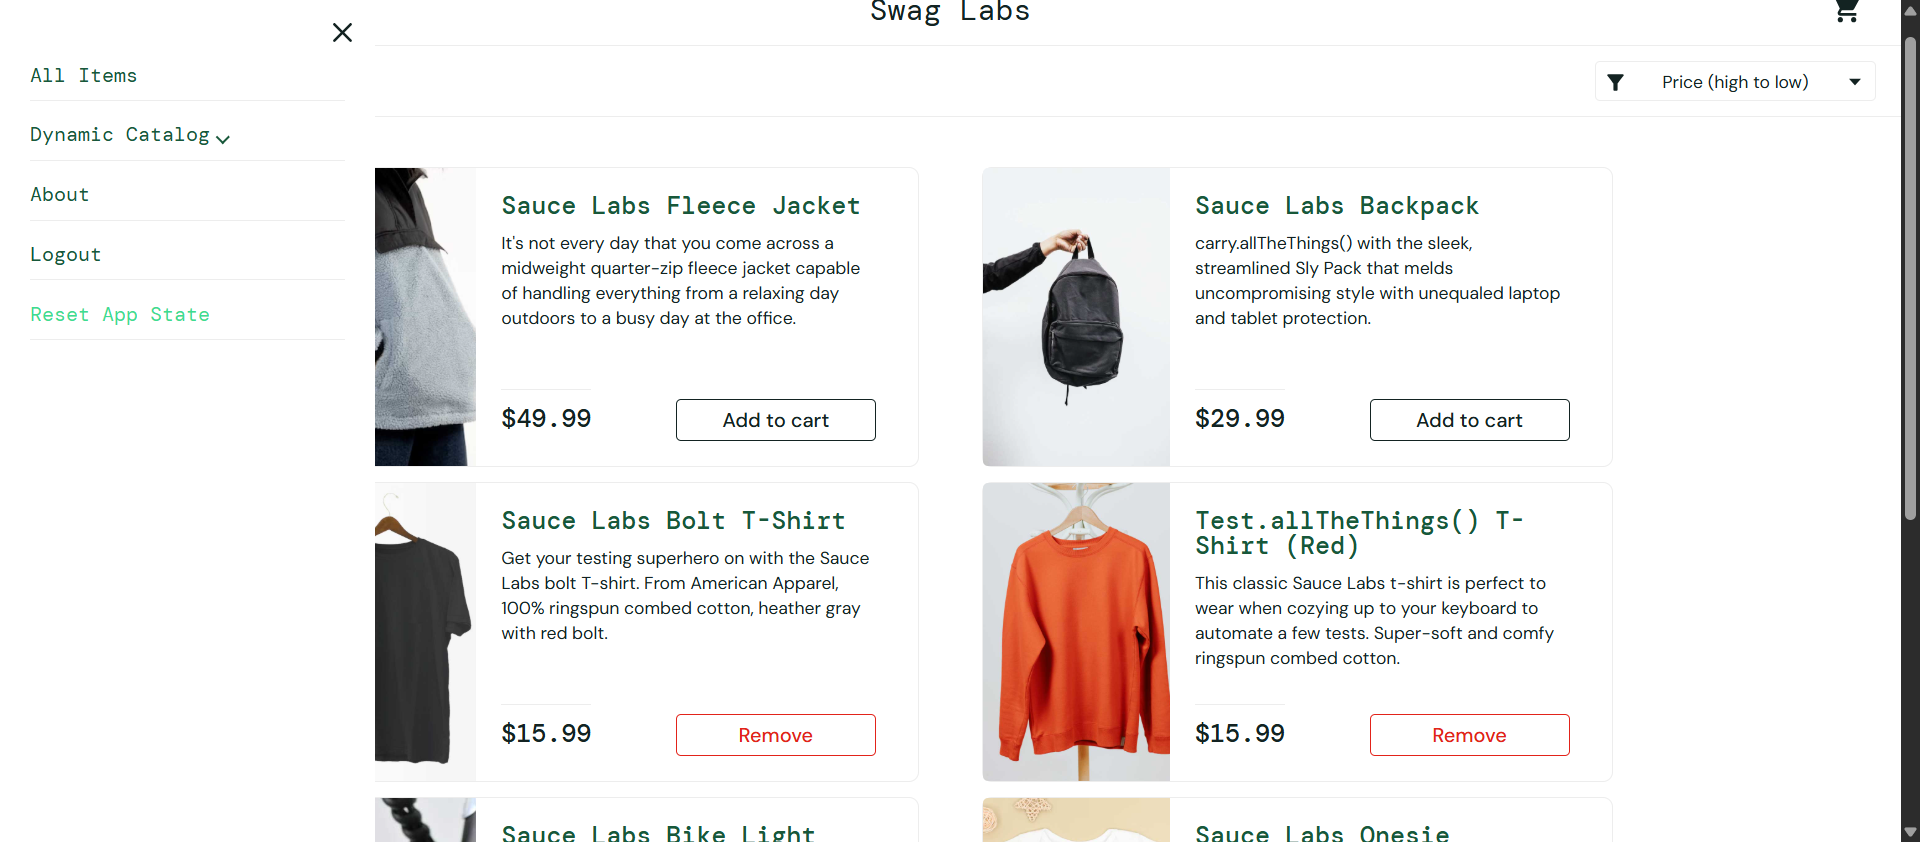 Swag Labs
All Items
Dynamic Catalog
About
Logout
Reset App State
Price (high to low)
Sauce Labs Fleece Jacket
It's not every day that you come across a
midweight quarter-zip fleece jacket capable
of handling everything from a relaxing day
outdoors to a busy day at the office.
$49.99
Add to cart
Sauce Labs Backpack
carry.allTheThings() with the sleek,
streamlined Sly Pack that melds
uncompromising style with unequaled laptop
and tablet protection.
$29.99
Add to cart
Sauce Labs Bolt T-Shirt
Get your testing superhero on with the Sauce
Labs bolt T-shirt. From American Apparel,
100% ringspun combed cotton, heather gray
with red bolt.
$15.99
Remove
Test.allTheThings() T-
Shirt (Red)
This classic Sauce Labs t-shirt is perfect to
wear when cozying up to your keyboard to
automate a few tests. Super-soft and comfy
ringspun combed cotton.
$15.99
Remove
Sauce Labs Bike Light
Sauce Labs Onesie